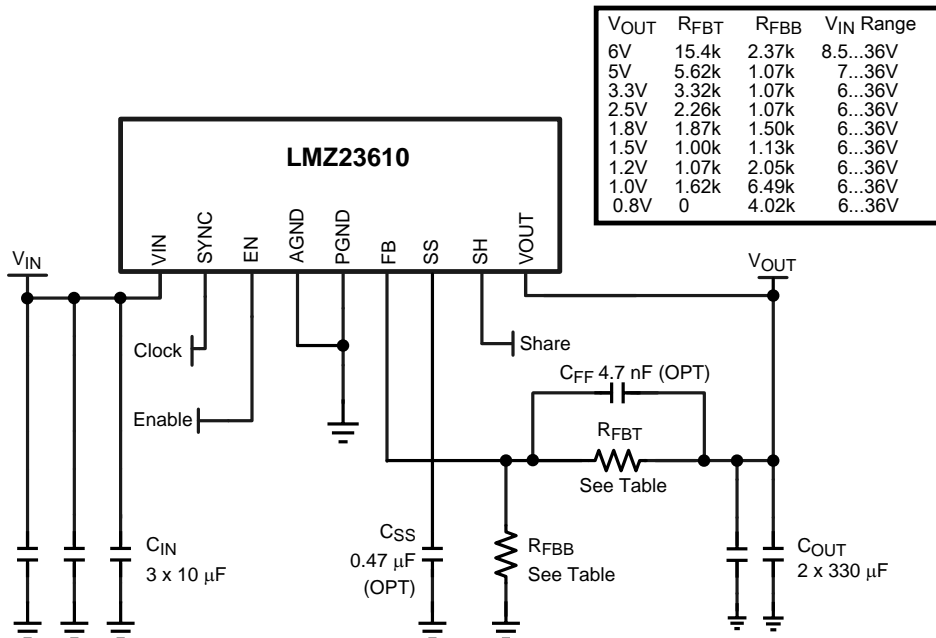 VOUT RFBT RFBB VIN Range
6V 15.4k 2.37k 8.5...36V
5V 5.62k 1.07k 7...36V
3.3V 3.32k 1.07k 6...36V
2.5V 2.26k 1.07k 6...36V
1.8V 1.87k 1.50k 6...36V
1.5V 1.00k 1.13k 6...36V
1.2V 1.07k 2.05k 6...36V
1.0V 1.62k 6.49k 6...36V
0.8V 0 4.02k 6...36V
LMZ23610
VIN SYNC EN AGND PGND FB SS SH VOUT
VIN
VOUT
Clock
Share
Enable
CFF 4.7 nF (OPT)
RFBT
See Table
CIN
3 x 10 μF
CSS
0.47 μF
(OPT)
RFBB
See Table
COUT
2 x 330 μF